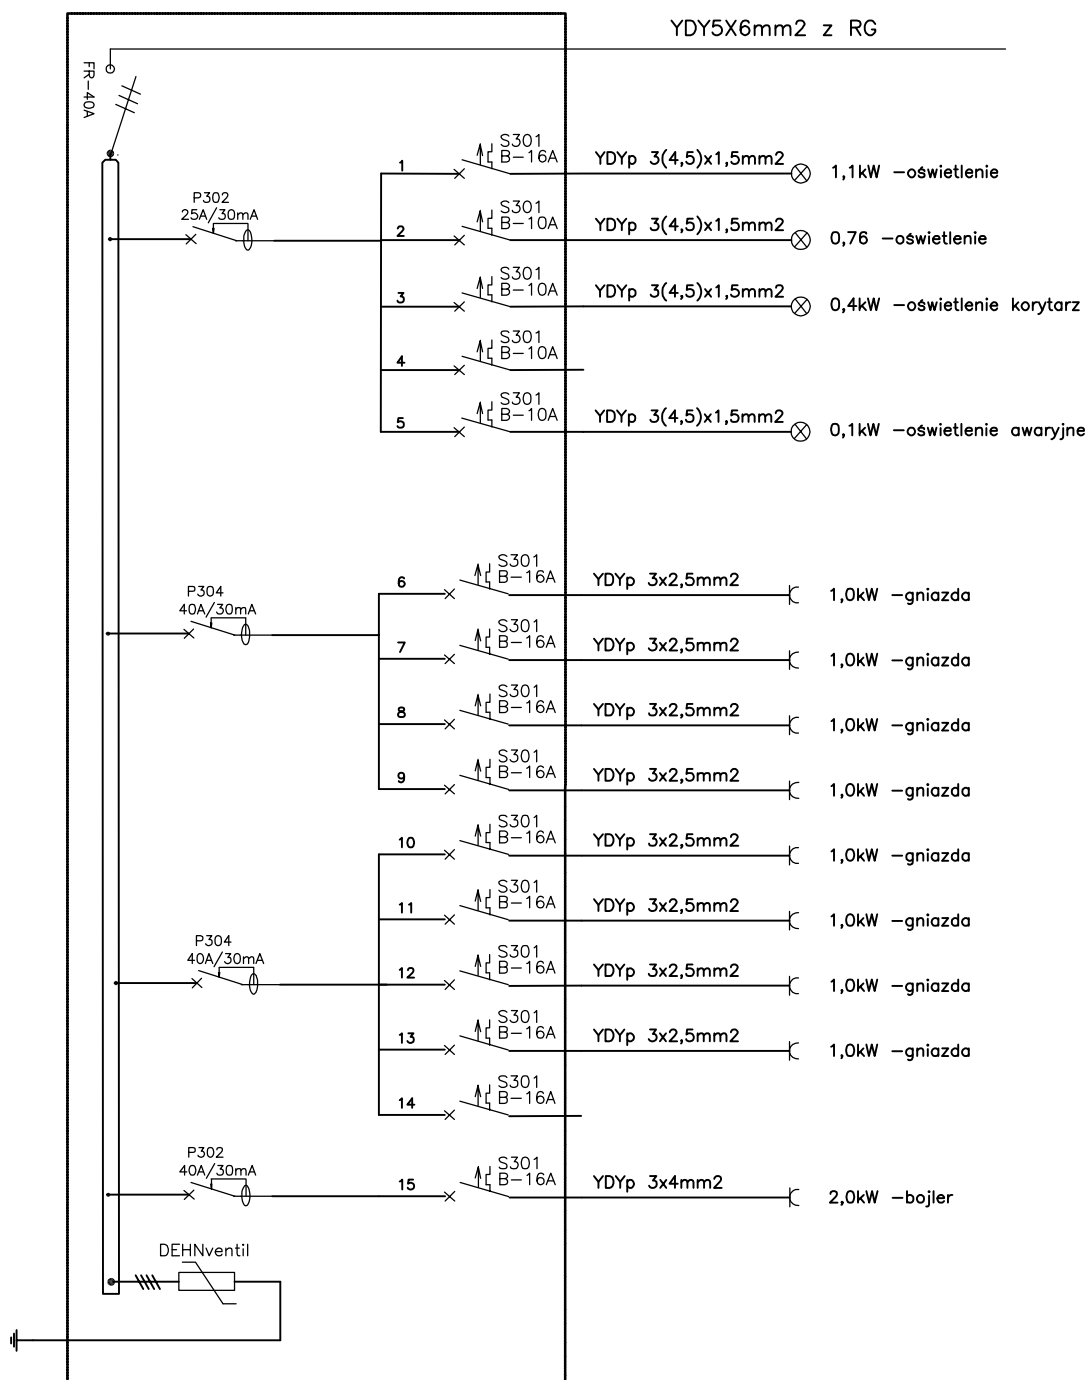 YDY5X6mm2 z RG
FR-40A
P302
25A/30mA
1
S301
B-16A
YDYp 3(4,5)x1,5mm2
1,1kW -oświetlenie
2
S301
B-10A
YDYp 3(4,5)x1,5mm2
0,76 -oświetlenie
3
S301
B-10A
YDYp 3(4,5)x1,5mm2
0,4kW -oświetlenie korytarz
4
S301
B-10A
5
S301
B-10A
YDYp 3(4,5)x1,5mm2
0,1kW -oświetlenie awaryjne
P304
40A/30mA
6
S301
B-16A
YDYp 3x2,5mm2
1,0kW -gniazda
7
S301
B-16A
YDYp 3x2,5mm2
1,0kW -gniazda
8
S301
B-16A
YDYp 3x2,5mm2
1,0kW -gniazda
9
S301
B-16A
YDYp 3x2,5mm2
1,0kW -gniazda
P304
40A/30mA
10
S301
B-16A
YDYp 3x2,5mm2
1,0kW -gniazda
11
S301
B-16A
YDYp 3x2,5mm2
1,0kW -gniazda
12
S301
B-16A
YDYp 3x2,5mm2
1,0kW -gniazda
13
S301
B-16A
YDYp 3x2,5mm2
1,0kW -gniazda
14
S301
B-16A
P302
40A/30mA
15
S301
B-16A
YDYp 3x4mm2
2,0kW -bojler
DEHNventil